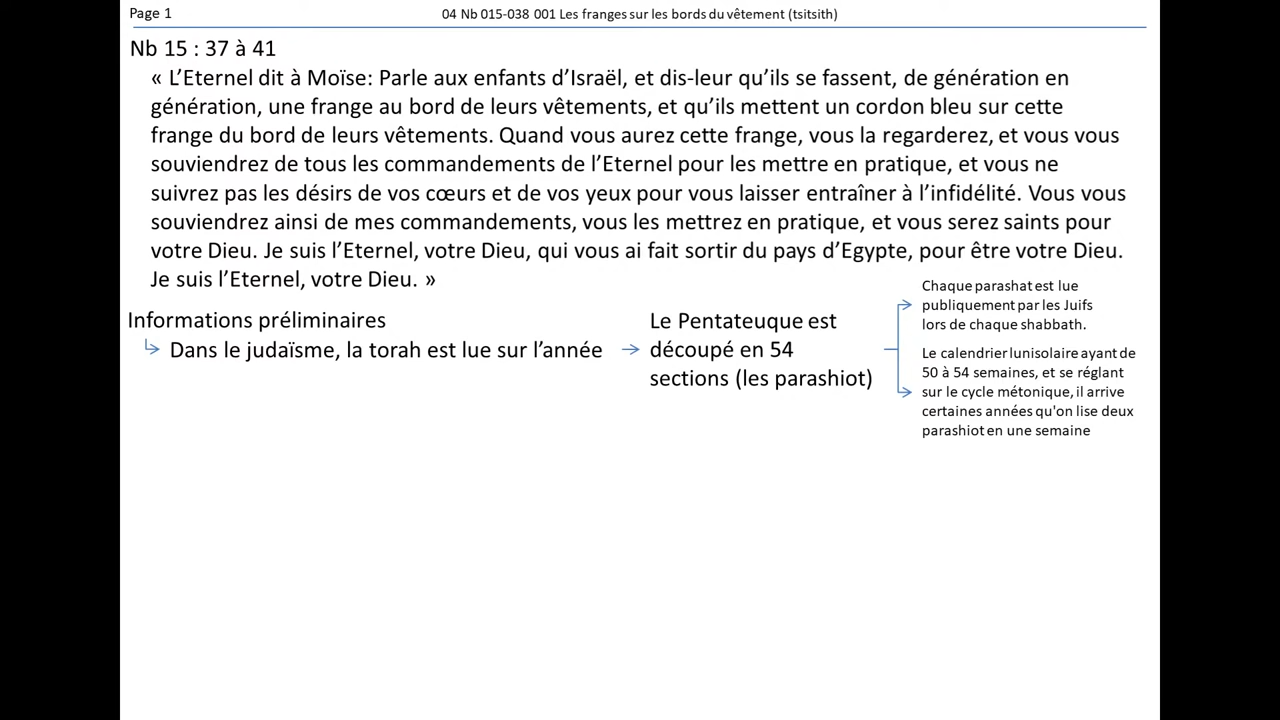 Page 1
04 Nb 015-038 001 Les franges sur les bords du vêtement (tsitsith)
Nb 15 : 37 à 41
« L’Eternel dit à Moïse: Parle aux enfants d’Israël, et dis-leur qu’ils se fassent, de génération en
génération, une frange au bord de leurs vêtements, et qu’ils mettent un cordon bleu sur cette
frange du bord de leurs vêtements. Quand vous aurez cette frange, vous la regarderez, et vous vous
souviendrez de tous les commandements de l’Eternel pour les mettre en pratique, et vous ne
suivrez pas les désirs de vos cœurs et de vos yeux pour vous laisser entraîner à l’infidélité. Vous vous
souviendrez ainsi de mes commandements, vous les mettrez en pratique, et vous serez saints pour
votre Dieu. Je suis l’Eternel, votre Dieu, qui vous ai fait sortir du pays d’Egypte, pour être votre Dieu.
Je suis l’Eternel, votre Dieu. »
Informations préliminaires
Dans le judaïsme, la torah est lue sur l’année
Le Pentateuque est
découpé en 54
sections (les parashiot)
Chaque parashat est lue
publiquement par les Juifs
lors de chaque shabbath.
Le calendrier lunisolaire ayant de
50 à 54 semaines, et se réglant
sur le cycle métonique, il arrive
certaines années qu'on lise deux
parashiot en une semaine